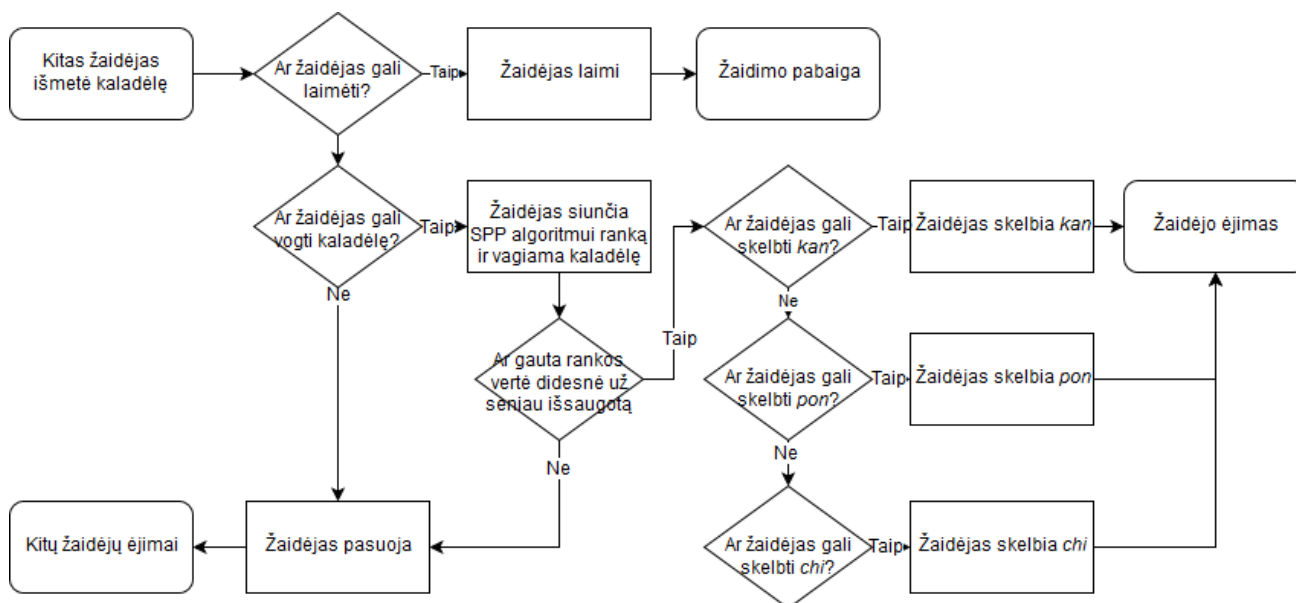 Kitas žaidėjas
išmetė kaladėlę
Ar žaidėjas gali
laimėti?
Taip
Žaidėjas laimi
Žaidimo pabaiga
Ar žaidėjas gali
vogti kaladėlę?
Taip
Žaidėjas siunčia
SPP algoritmui ranką
ir vagiama kaladėlę
Ne
Ar gauta rankos
vertė didesnė už
seniau išsaugotą
Taip
Ne
Ar žaidėjas gali
skelbti kan?
Taip
Žaidėjas skelbia kan
Žaidėjo ėjimas
Ne
Ar žaidėjas gali
skelbti pon?
Taip
Žaidėjas skelbia pon
Ne
Ar žaidėjas gali
skelbti chi?
Taip
Žaidėjas skelbia chi
Žaidėjas pasuoja
Kitų žaidėjų ėjimai